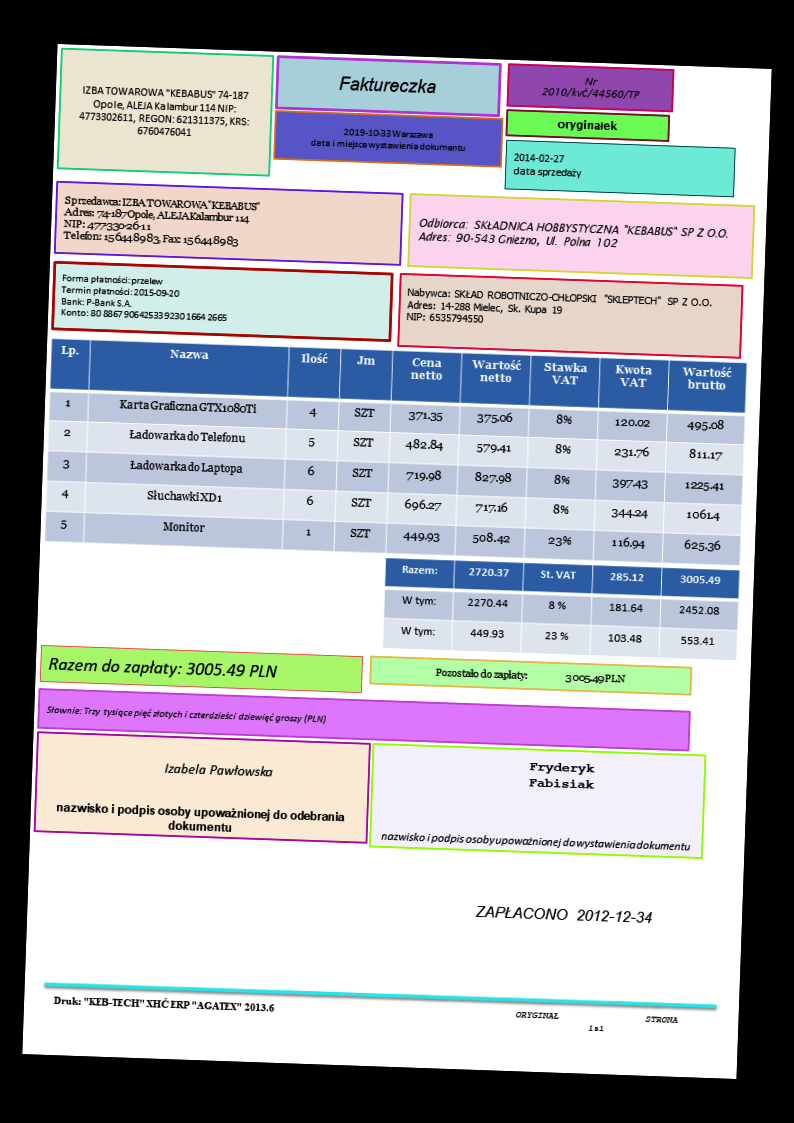 IZBA TOWAROWA "KEBABUS" 74-187
Opole, ALEJA Kalambur 114 NIP:
4773302611, REGON: 621311375, KRS:
6760476041
Faktureczka
2019-10-33 Warszawa
data i miejsce wystawienia dokumentu
Nr
2010/kvć/44560/TP
oryginałek
2014-02-27
data sprzedaży
Sprzedawca: IZBA TOWAROWA "KEBABUS"
Adres: 74-187 Opole, ALEJA Kalambur 114
NIP: 477-330-26-11
Telefon: 156448983, Fax: 156448983
Odbiorca: SKŁADNICA HOBBYSTYCZNA "KEBABUS" SP Z O.O.
Adres: 90-543 Gniezno, Ul. Polna 102
Forma płatności: przelew
Termin płatności: 2015-09-20
Bank: P-Bank S.A.
Konto: 80 8867 9064 2533 9230 1664 2665
Nabywca: SKŁAD ROBOTNICZO-CHŁOPSKI "SKLEPTECH" SP Z O.O.
Adres: 14-288 Mielec, Sk. Kupa 19
NIP: 6535794550
Lp. Nazwa Ilość Jm Cena netto Wartość netto Stawka VAT Kwota VAT Wartość brutto
1 Karta Graficzna GTX1080Ti 4 SZT 371.35 375.06 8% 120.02 495.08
2 Ładowarka do Telefonu 5 SZT 482.84 579.41 8% 231.76 811.17
3 Ładowarka do Laptopa 6 SZT 719.98 827.98 8% 397.43 1225.41
4 Słuchawki XD1 6 SZT 696.27 717.16 8% 344.24 1061.4
5 Monitor 1 SZT 449.93 508.42 23% 116.94 625.36
Razem: 2720.37 St. VAT 285.12 3005.49
W tym: 2270.44 8 % 181.64 2452.08
W tym: 449.93 23 % 103.48 553.41
Razem do zapłaty: 3005.49 PLN
Pozostało do zapłaty: 3005.49 PLN
Słownie: Trzy tysiące pięć złotych i czterdzieści dziewięć groszy (PLN)
Izabela Pawłowska
nazwisko i podpis osoby upoważnionej do odebrania
dokumentu
Fryderyk
Fabisiak
nazwisko i podpis osoby upoważnionej do wystawienia dokumentu
ZAPŁACONO 2012-12-34
Druk: "KEB-TECH" XHĆ ERP "AGATEX" 2013.6
ORYGINAŁ STRONA
1 z 1